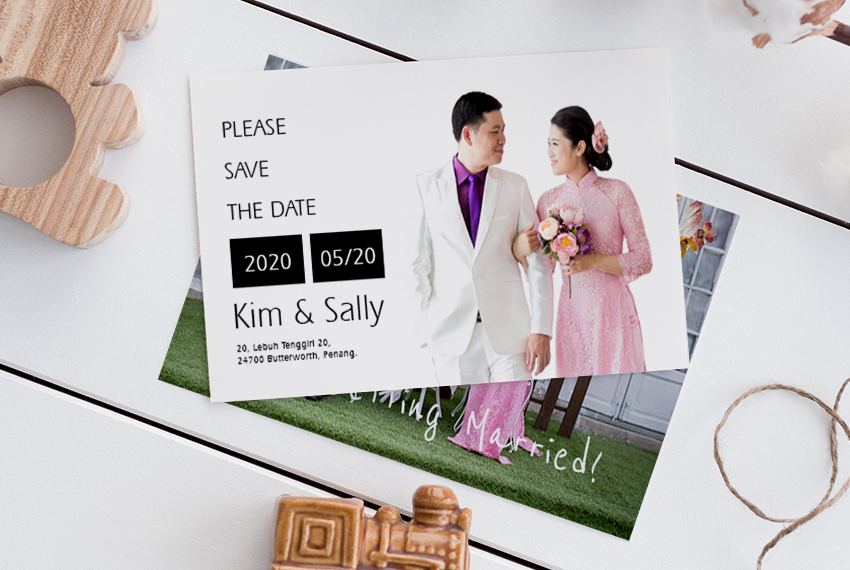 PLEASE
SAVE
THE DATE
2020 05/20
Kim & Sally
20, Lebuh Tenggiri 20,
24700 Butterworth, Penang.
Married!